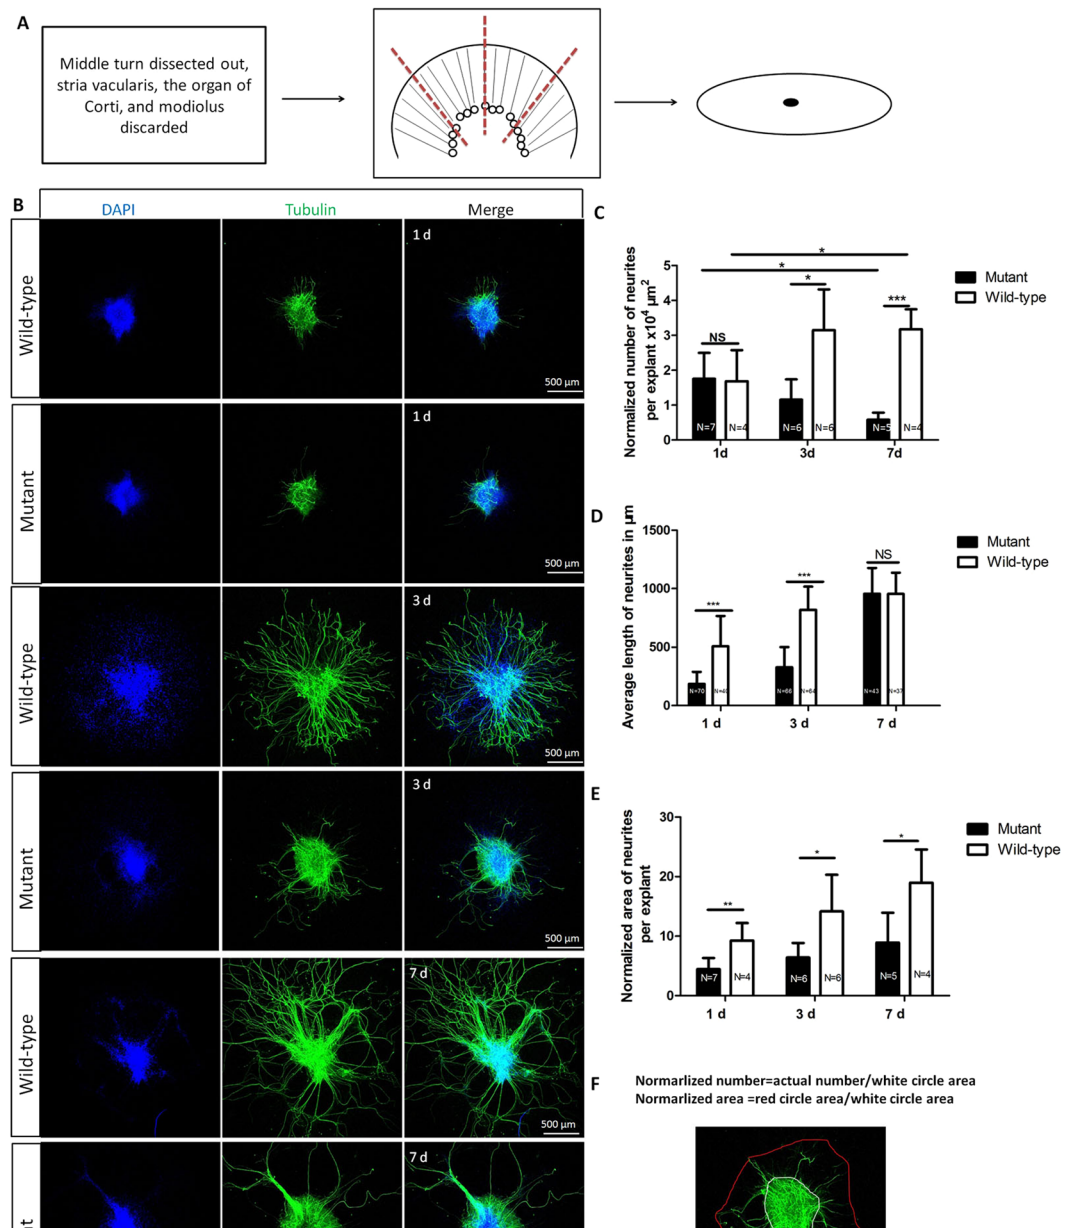 A
Middle turn dissected out,
stria vacularis, the organ of
Corti, and modiolus
discarded
B
DAPI
Tubulin
Merge
Wild-type
1 d
500 µm
Mutant
1 d
500 µm
Wild-type
3 d
500 µm
Mutant
3 d
500 µm
Wild-type
7 d
500 µm
7 d
C
Normalized number of neurites
per explant x10⁴ µm²
5
4
3
2
1
0
NS
*
*
*
***
N=7
N=4
N=6
N=6
N=5
N=4
1d
3d
7d
Mutant
Wild-type
D
Average length of neurites in µm
1500
1000
500
0
***
***
NS
N=70
N=66
N=64
N=43
N=37
1 d
3 d
7 d
Mutant
Wild-type
E
Normalized area of neurites
per explant
30
20
10
0
**
*
*
N=7
N=4
N=6
N=6
N=5
N=4
1 d
3 d
7 d
Mutant
Wild-type
F
Normarlized number=actual number/white circle area
Normarlized area =red circle area/white circle area